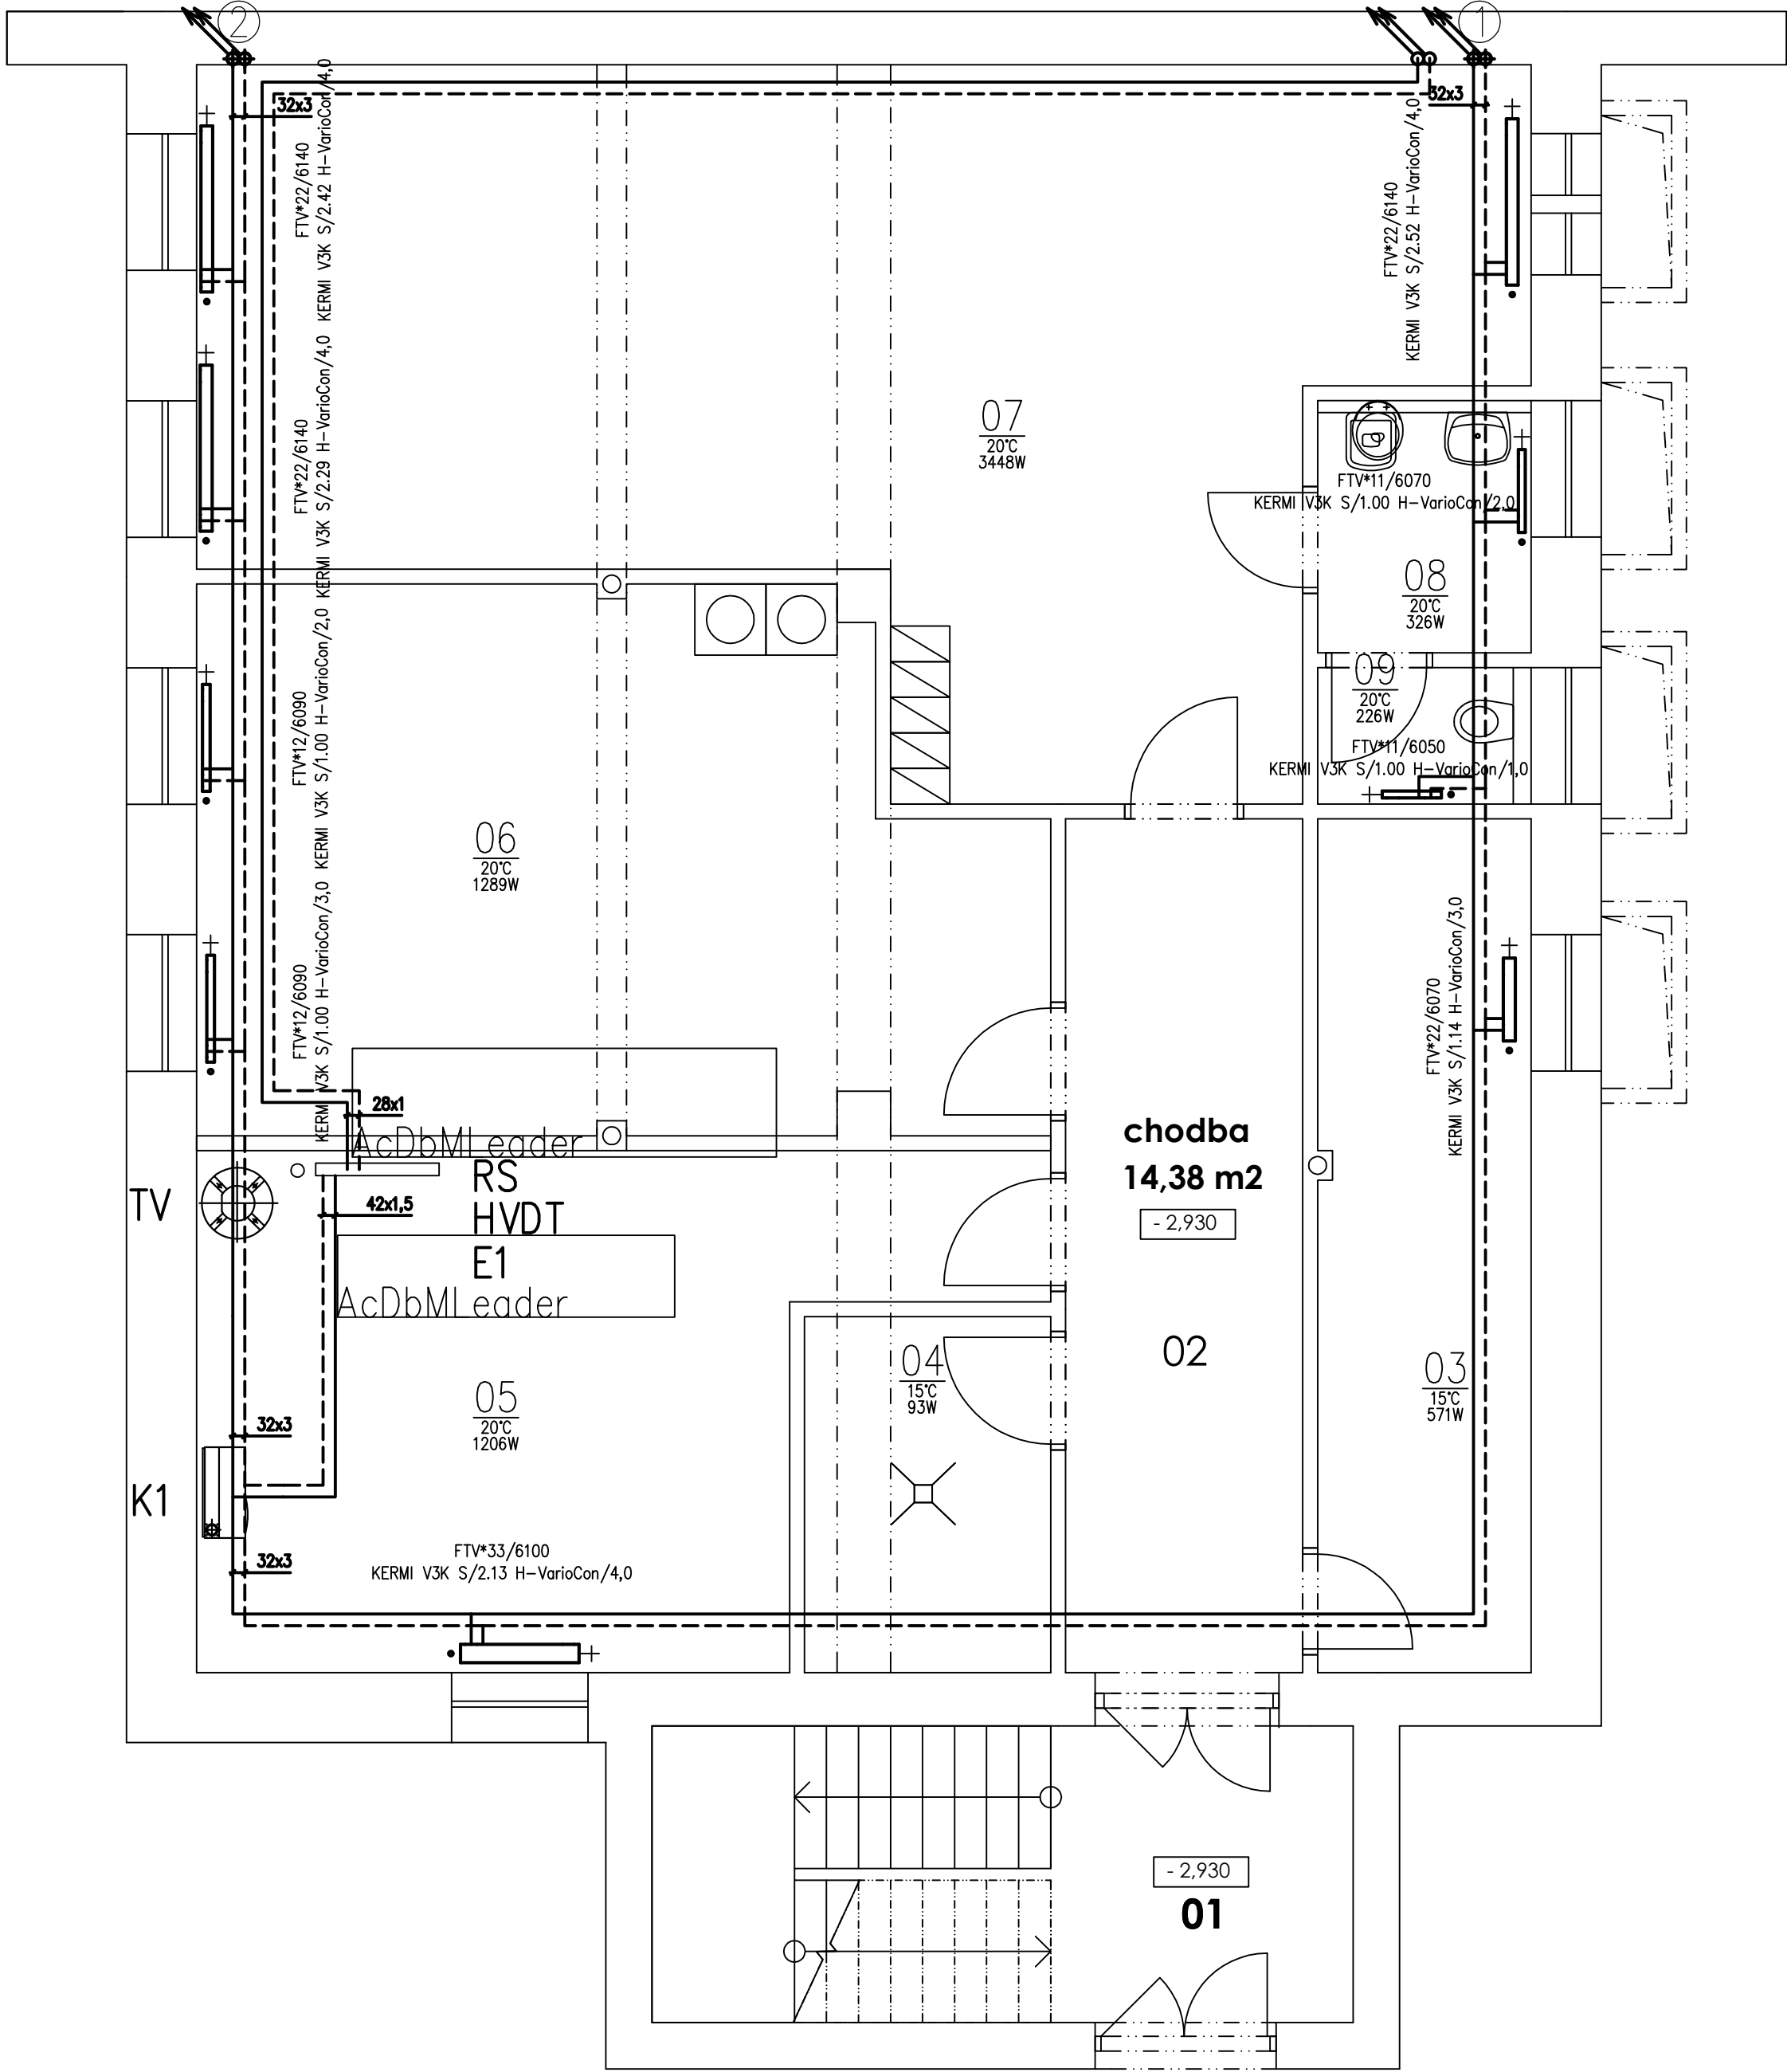 2
1
32x3
32x3
FTV*22/6140
KERMI V3K S/2.42 H-VarioCon/4,0
FTV*22/6140
KERMI V3K S/2.52 H-VarioCon/4,0
FTV*22/6140
KERMI V3K S/2.29 H-VarioCon/4,0
07
20°C
3448W
FTV*11/6070
KERMI V3K S/1.00 H-VarioCon/2,0
08
20°C
326W
09
20°C
226W
FTV*11/6050
KERMI V3K S/1.00 H-VarioCon/1,0
FTV*12/6090
KERMI V3K S/1.00 H-VarioCon/2,0
06
20°C
1289W
FTV*12/6090
KERMI V3K S/1.00 H-VarioCon/3,0
FTV*22/6070
KERMI V3K S/1.14 H-VarioCon/3,0
28x1
AcDbMLeader
chodba
14,38 m2
- 2,930
TV
RS
HVDT
E1
42x1,5
AcDbMLeader
02
04
15°C
93W
03
15°C
571W
05
20°C
1206W
32x3
K1
32x3
FTV*33/6100
KERMI V3K S/2.13 H-VarioCon/4,0
- 2,930
01